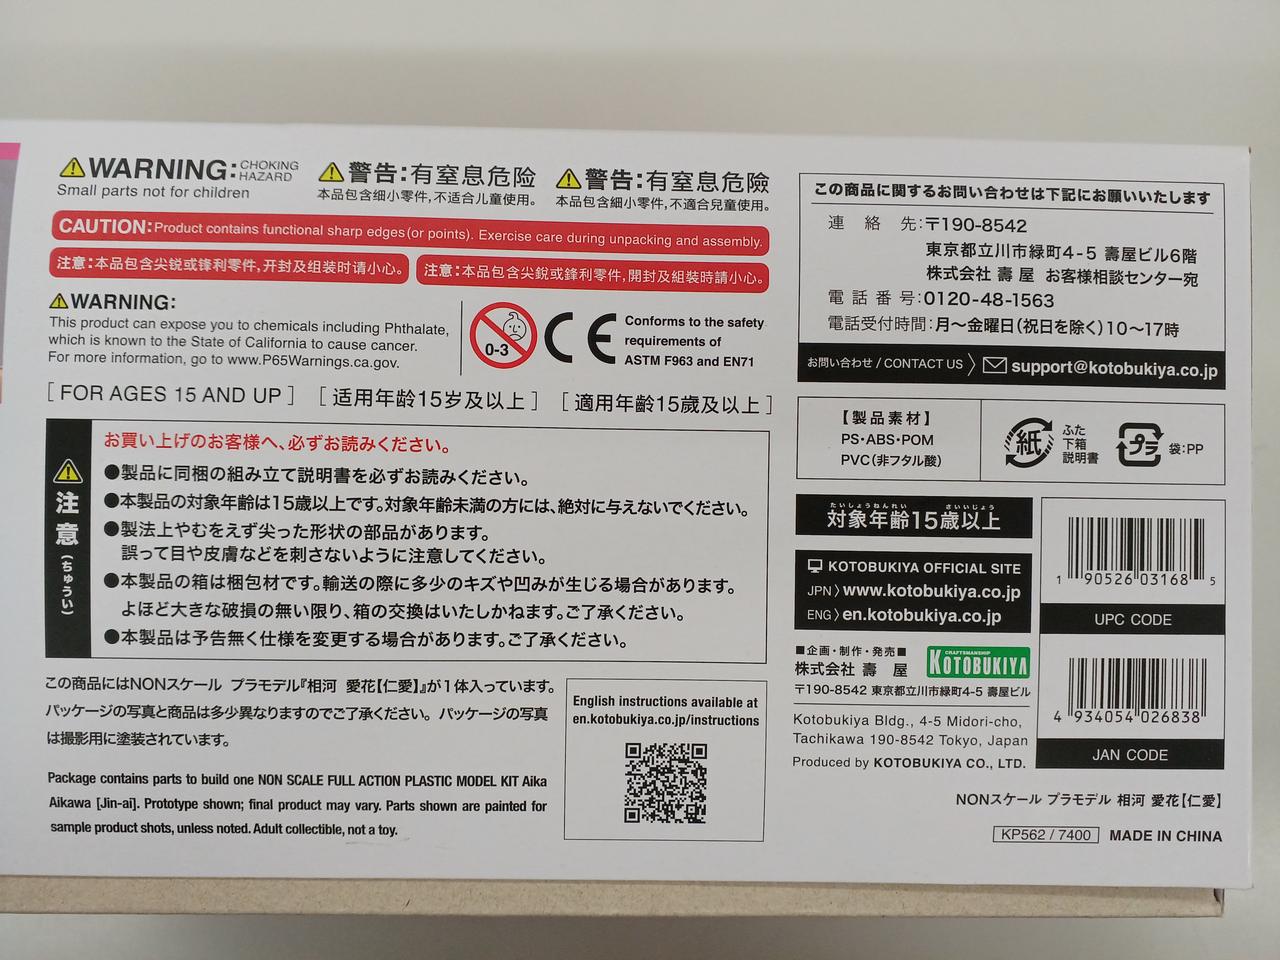 WARNING: CHOKING HAZARD
Small parts not for children
警告:有窒息危险
本品包含细小零件,不适合儿童使用。
警告:有窒息危險
本品包含細小零件,不適合兒童使用。
CAUTION: Product contains functional sharp edges(or points). Exercise care during unpacking and assembly.
注意:本品包含尖锐或锋利零件,开封及组装时请小心。
注意:本品包含尖銳或鋒利零件,開封及組裝時請小心。
WARNING:
This product can expose you to chemicals including Phthalate,
which is known to the State of California to cause cancer.
For more information, go to www.P65Warnings.ca.gov.
0-3
CE
Conforms to the safety
requirements of
ASTM F963 and EN71
[ FOR AGES 15 AND UP ]
[ 适用年龄15岁及以上 ]
[ 適用年齡15歲及以上 ]
注意(ちゅうい)
お買い上げのお客様へ、必ずお読みください。
●製品に同梱の組み立て説明書を必ずお読みください。
●本製品の対象年齢は15歳以上です。対象年齢未満の方には、絶対に与えないでください。
●製法上やむをえず尖った形状の部品があります。
誤って目や皮膚などを刺さないように注意してください。
●本製品の箱は梱包材です。輸送の際に多少のキズや凹みが生じる場合があります。
よほど大きな破損の無い限り、箱の交換はいたしかねます。ご了承ください。
●本製品は予告無く仕様を変更する場合があります。ご了承ください。
この商品にはNONスケール プラモデル『相河 愛花【仁愛】』が1体入っています。
パッケージの写真と商品は多少異なりますのでご了承ください。パッケージの写真
は撮影用に塗装されています。
Package contains parts to build one NON SCALE FULL ACTION PLASTIC MODEL KIT Aika
Aikawa [Jin-ai]. Prototype shown; final product may vary. Parts shown are painted for
sample product shots, unless noted. Adult collectible, not a toy.
English instructions available at
en.kotobukiya.co.jp/instructions
この商品に関するお問い合わせは下記にお願いいたします
連絡先:〒190-8542
東京都立川市緑町4-5 壽屋ビル6階
株式会社 壽屋 お客様相談センター宛
電話番号:0120-48-1563
電話受付時間:月〜金曜日(祝日を除く)10〜17時
お問い合わせ / CONTACT US
support@kotobukiya.co.jp
【製品素材】
PS・ABS・POM
PVC(非フタル酸)
紙
ふた
下箱
説明書
プラ
袋:PP
たいしょうねんれい さいいじょう
対象年齢15歳以上
KOTOBUKIYA OFFICIAL SITE
JPN 〉www.kotobukiya.co.jp
ENG 〉en.kotobukiya.co.jp
■企画・制作・発売■
株式会社 壽 屋
CRAFTSMANSHIP
KOTOBUKIYA
〒190-8542 東京都立川市緑町4-5 壽屋ビル
Kotobukiya Bldg., 4-5 Midori-cho,
Tachikawa 190-8542 Tokyo, Japan
Produced by KOTOBUKIYA CO., LTD.
1 90526 03168 5
UPC CODE
4 934054 026838
JAN CODE
NONスケール プラモデル 相河 愛花【仁愛】
KP562 / 7400
MADE IN CHINA